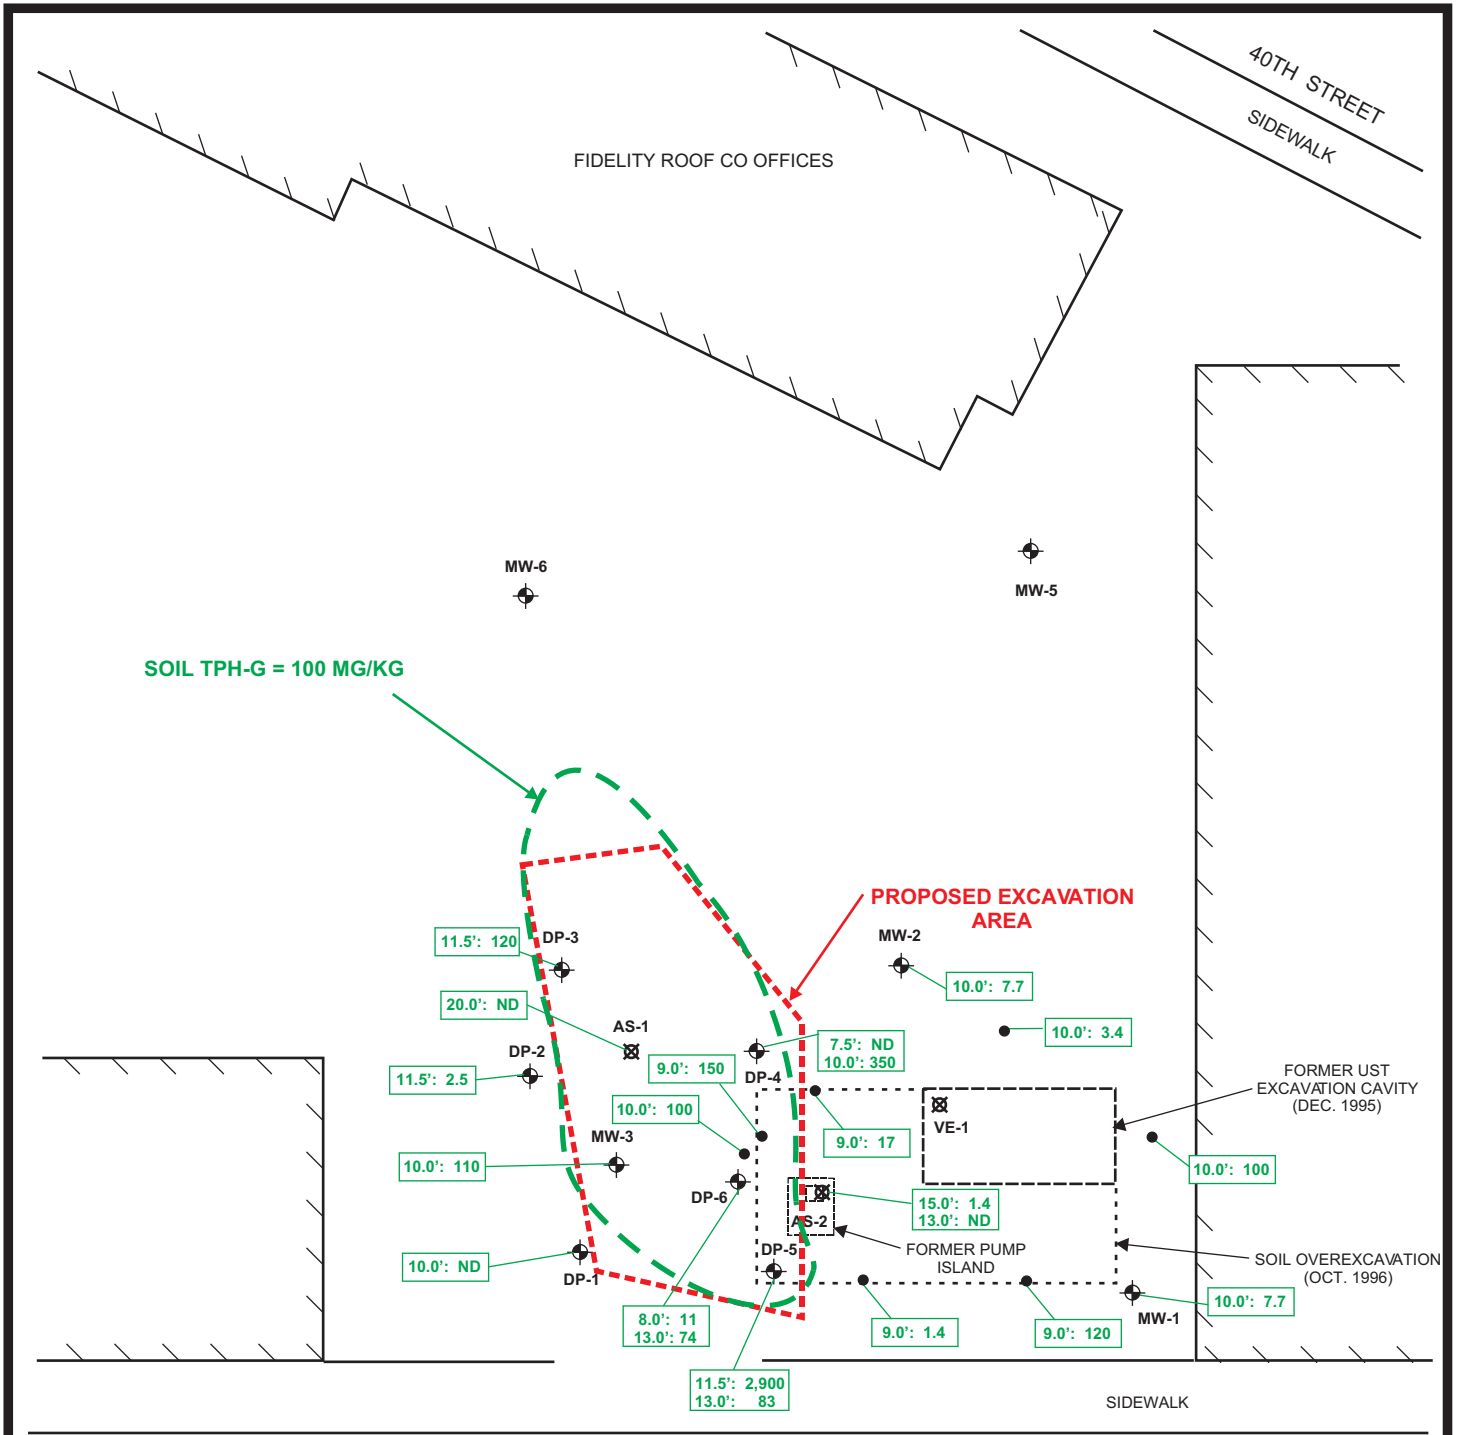 40TH STREET
SIDEWALK
FIDELITY ROOF CO OFFICES
MW-6
MW-5
SOIL TPH-G = 100 MG/KG
PROPOSED EXCAVATION
AREA
DP-3
11.5’: 120
MW-2
10.0’: 7.7
20.0’: ND
AS-1
10.0’: 3.4
DP-2
11.5’: 2.5
9.0’: 150
DP-4
7.5’: ND
10.0’: 350
FORMER UST
EXCAVATION CAVITY
(DEC. 1995)
10.0’: 100
VE-1
9.0’: 17
MW-3
10.0’: 110
10.0’: 100
DP-6
15.0’: 1.4
13.0’: ND
AS-2
FORMER PUMP
ISLAND
DP-5
SOIL OVEREXCAVATION
(OCT. 1996)
10.0’: ND
DP-1
10.0’: 7.7
MW-1
8.0’: 11
13.0’: 74
9.0’: 1.4
9.0’: 120
11.5’: 2,900
13.0’: 83
SIDEWALK